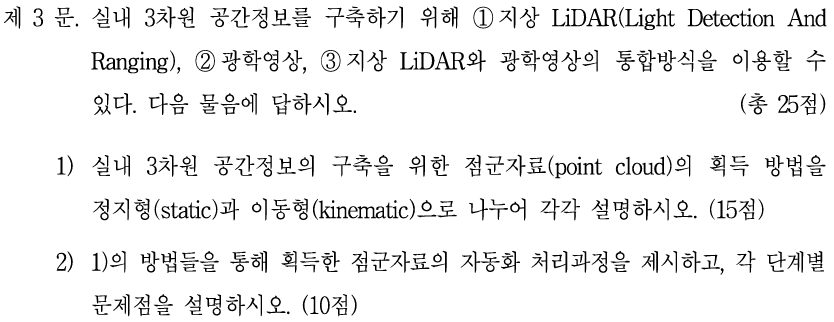 제 3 문. 실내 3차원 공간정보를 구축하기 위해 ①지상 LiDAR(Light Detection And
Ranging), ②광학영상, ③지상 LiDAR와 광학영상의 통합방식을 이용할 수
있다. 다음 물음에 답하시오. (총 25점)
1) 실내 3차원 공간정보의 구축을 위한 점군자료(point cloud)의 획득 방법을
정지형(static)과 이동형(kinematic)으로 나누어 각각 설명하시오. (15점)
2) 1)의 방법들을 통해 획득한 점군자료의 자동화 처리과정을 제시하고, 각 단계별
문제점을 설명하시오. (10점)